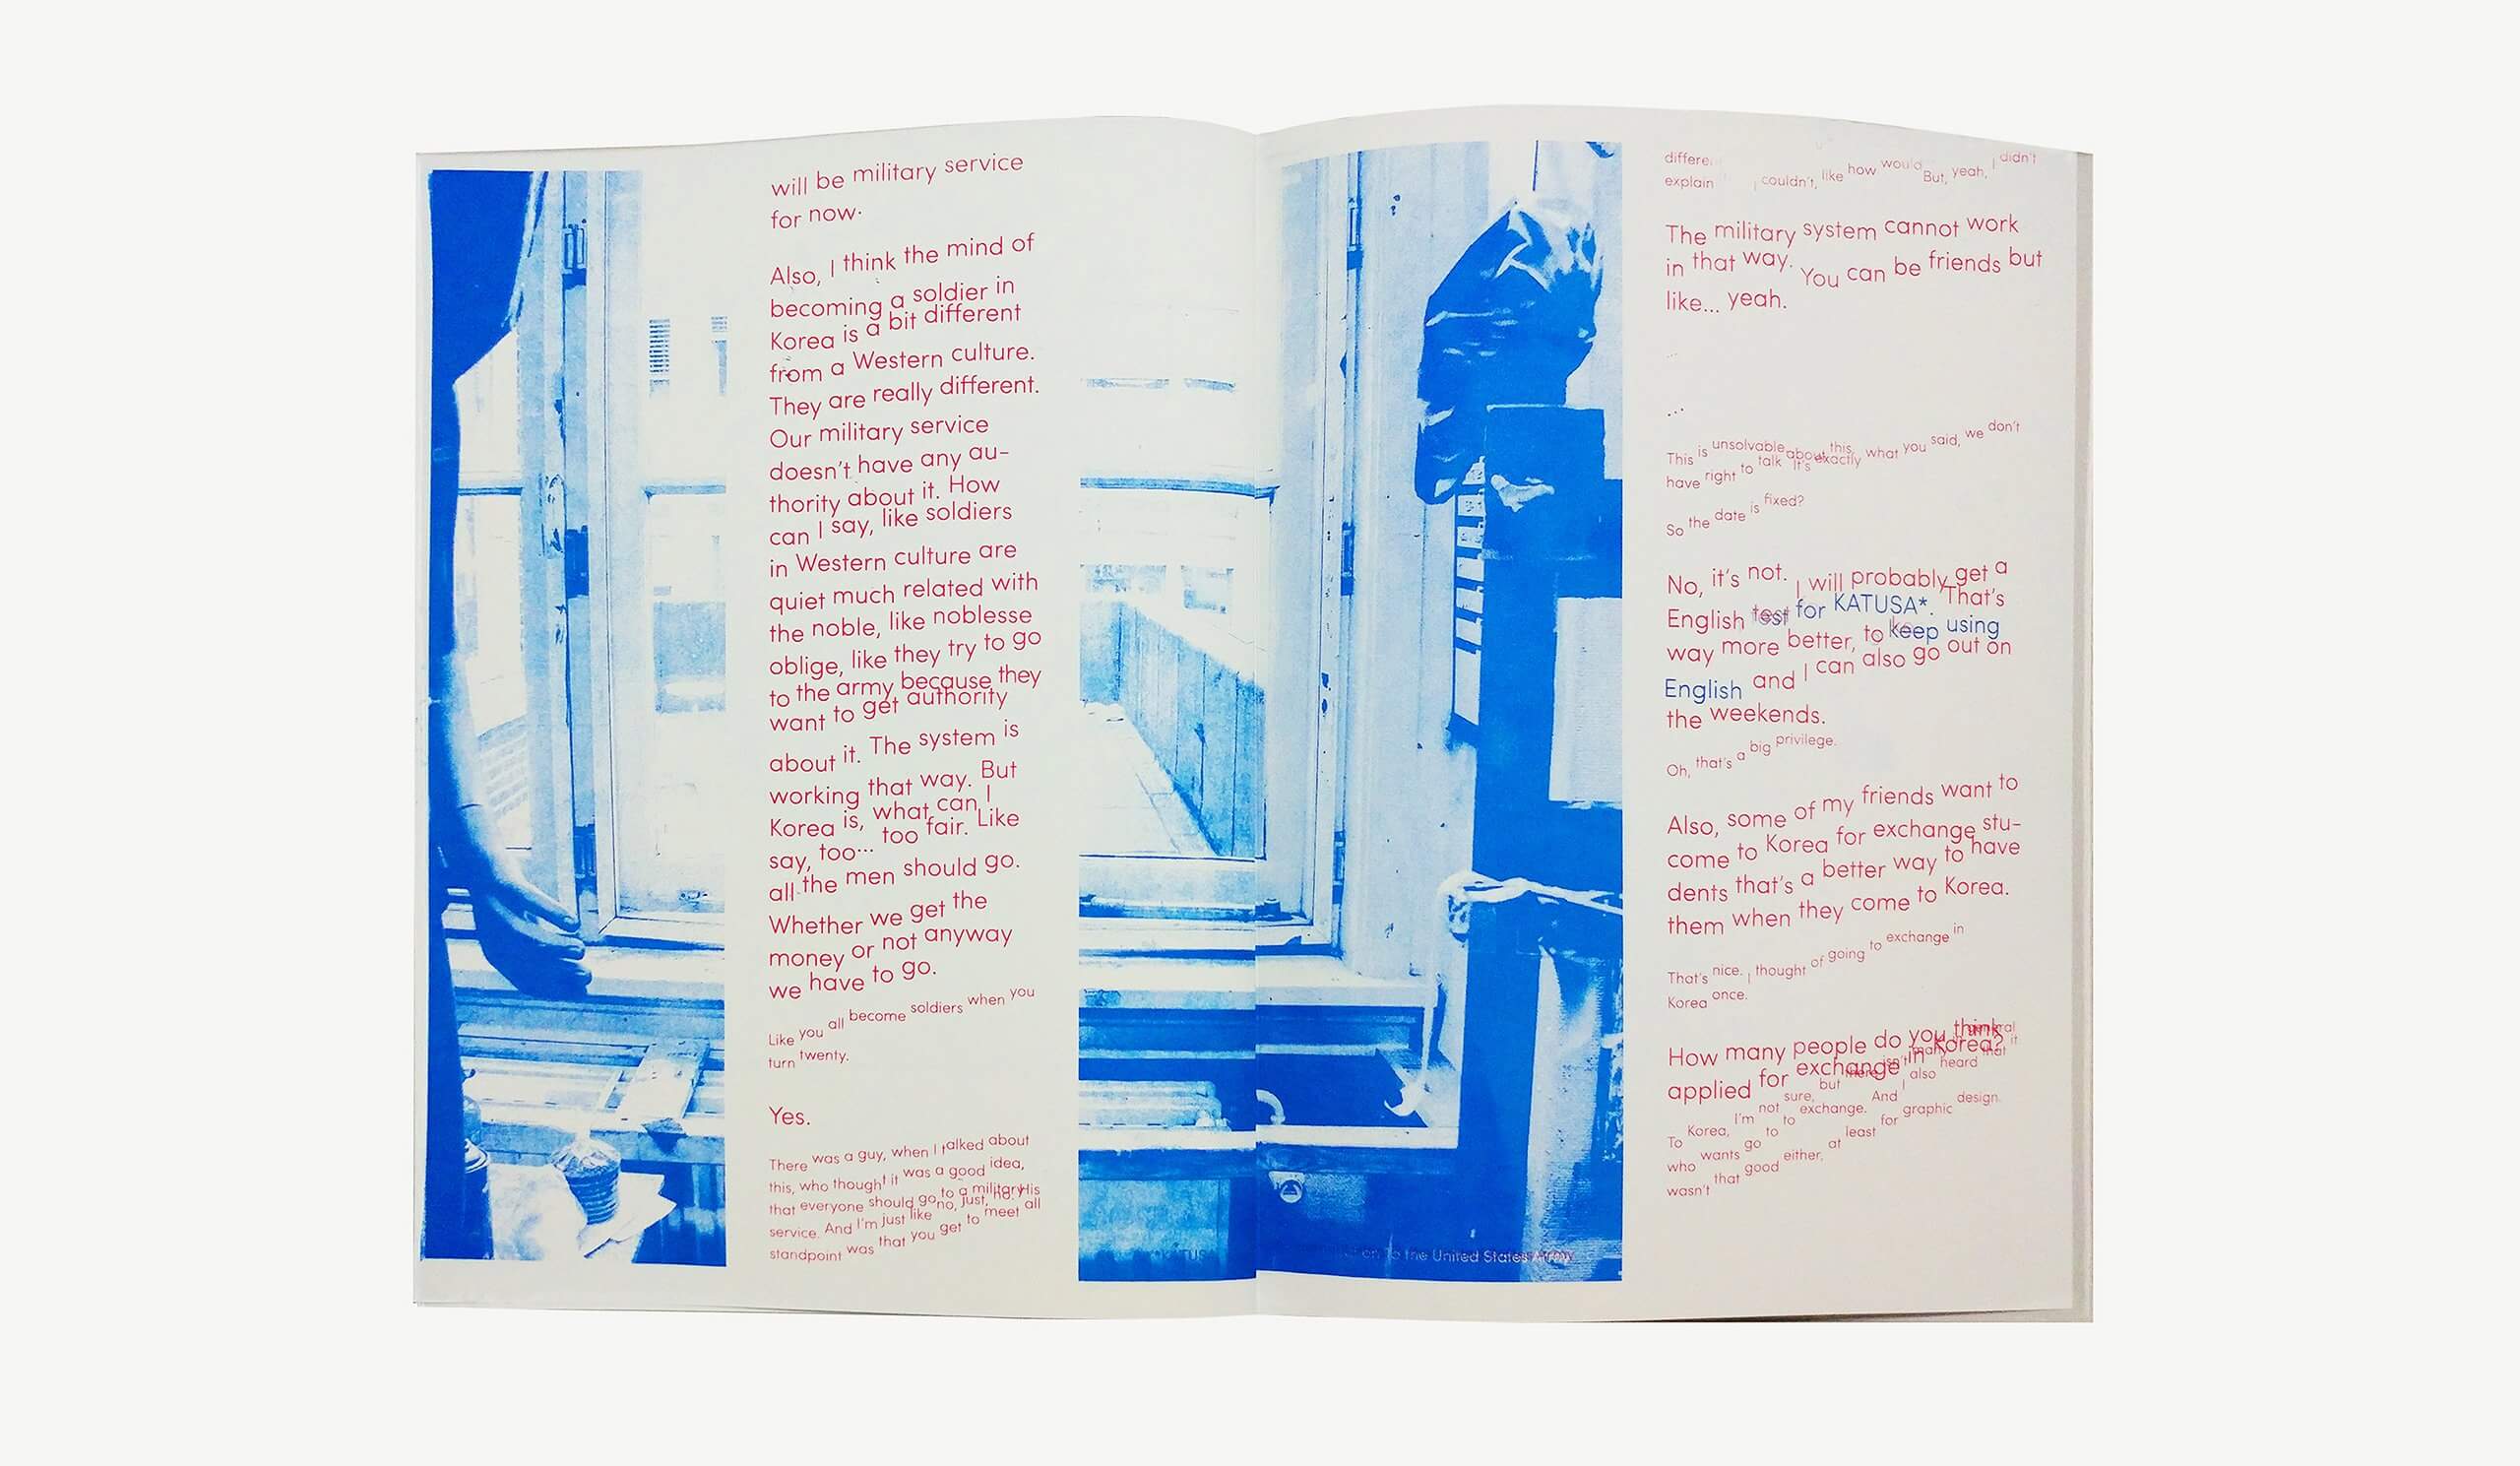 will be military service
for now.
Also, I think the mind of
becoming a soldier in
Korea is a bit different
from a Western culture.
They are really different.
Our military service
doesn't have any au-
thority about it. How
can I say, like soldiers
in Western culture are
quiet much related with
the noble, like noblesse
oblige, like they try to go
to the army because they
want to get authority
about it. The system is
working that way. But
Korea is, what can I
say, too... too fair. Like
all the men should go.
Whether we get the
money or not anyway
we have to go.
Like you all become soldiers when you
turn twenty.
Yes.
There was a guy, when I talked about
this, who thought it was a good idea,
that everyone should go to a military
service. And I'm just like no, just, no. His
standpoint was that you get to meet all
differe
explain I couldn't, like how would But, yeah, I didn't
The military system cannot work
in that way. You can be friends but
like... yeah.
...
...
This is unsolvable about this,
have right to talk It's exactly what you said, we don't
So the date is fixed?
No, it's not. I will probably get a
English test for KATUSA*. That's
way more better, to keep using
English and I can also go out on
the weekends.
Oh, that's a big privilege.
Also, some of my friends want to
come to Korea for exchange stu-
dents that's a better way to have
them when they come to Korea.
That's nice. I thought of going to exchange in
Korea once.
How many people do you think
applied for exchange in Korea?
To Korea, I'm not sure, but there isn't many in general
who wants to go to exchange. And I also heard that it
wasn't that good either, at least for graphic design.
on to the United States Army